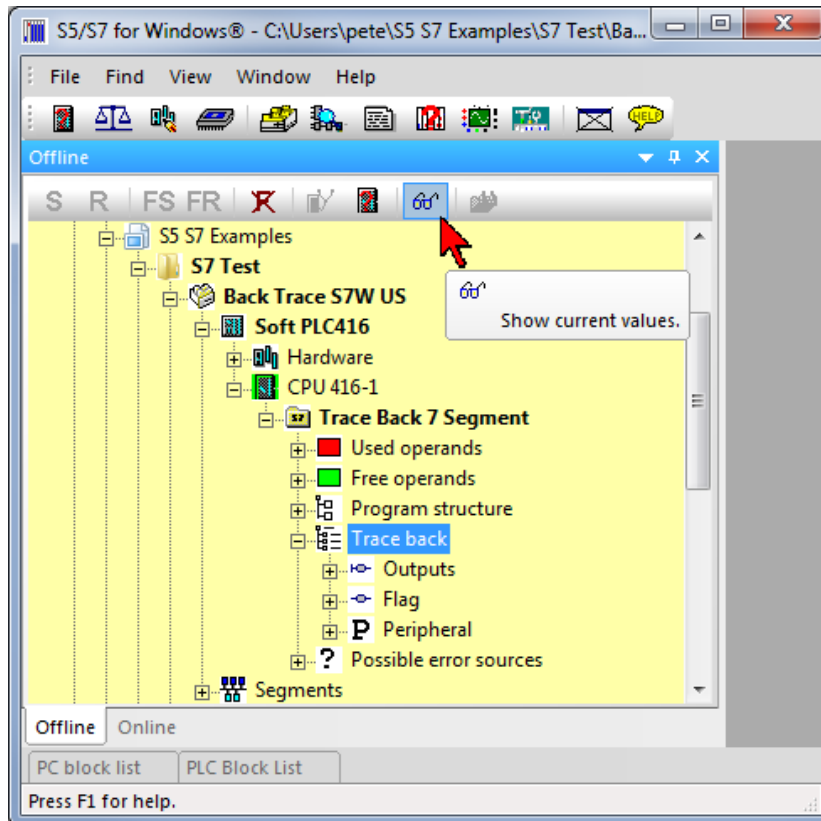 S5/S7 for Windows® - C:\Users\pete\S5 S7 Examples\S7 Test\Ba...
File Find View Window Help
HELP
Offline
S R FS FR R
Show current values.
S5 S7 Examples
S7 Test
Back Trace S7W US
Soft PLC416
Hardware
CPU 416-1
S7 Trace Back 7 Segment
Used operands
Free operands
Program structure
Trace back
Outputs
Flag
P Peripheral
? Possible error sources
Segments
Offline Online
PC block list PLC Block List
Press F1 for help.